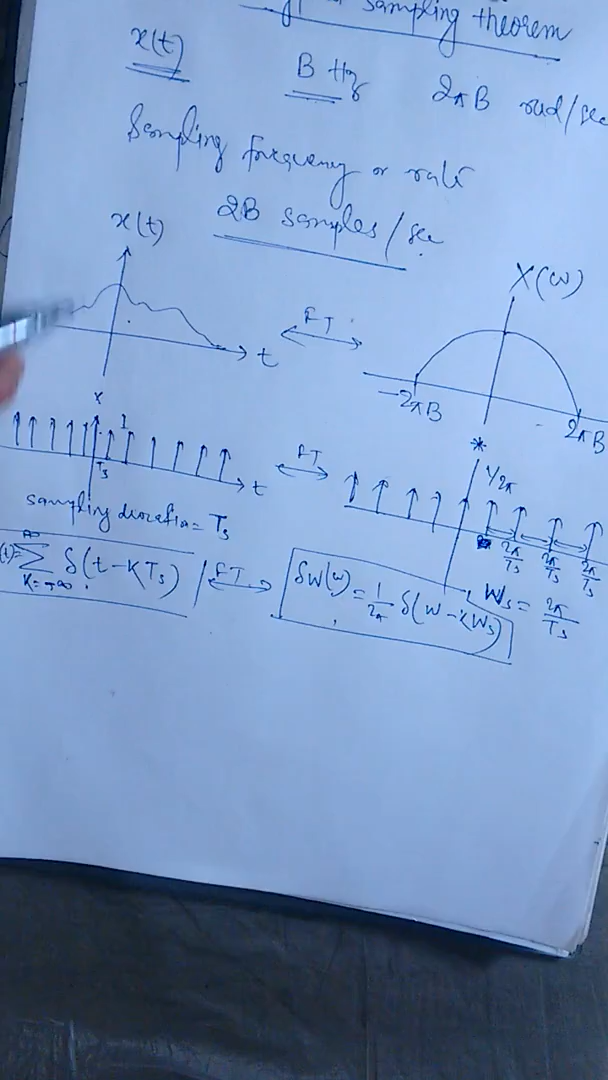 sampling theorem
x(t) B Hz 2πB rad/sec
Sampling frequency or rate
2B samples/sec
x(t)
X(ω)
FT
t
-2πB
2πB
x
*
1
FT
1/2π
Ts
t
2π/Ts 2π/Ts 2π/Ts
sampling duration = Ts
Ws = 2π/Ts
(t)=∑ K=-∞ ∞ δ(t-KTs) FT δw(w) = 1/2π δ(w-KWs)